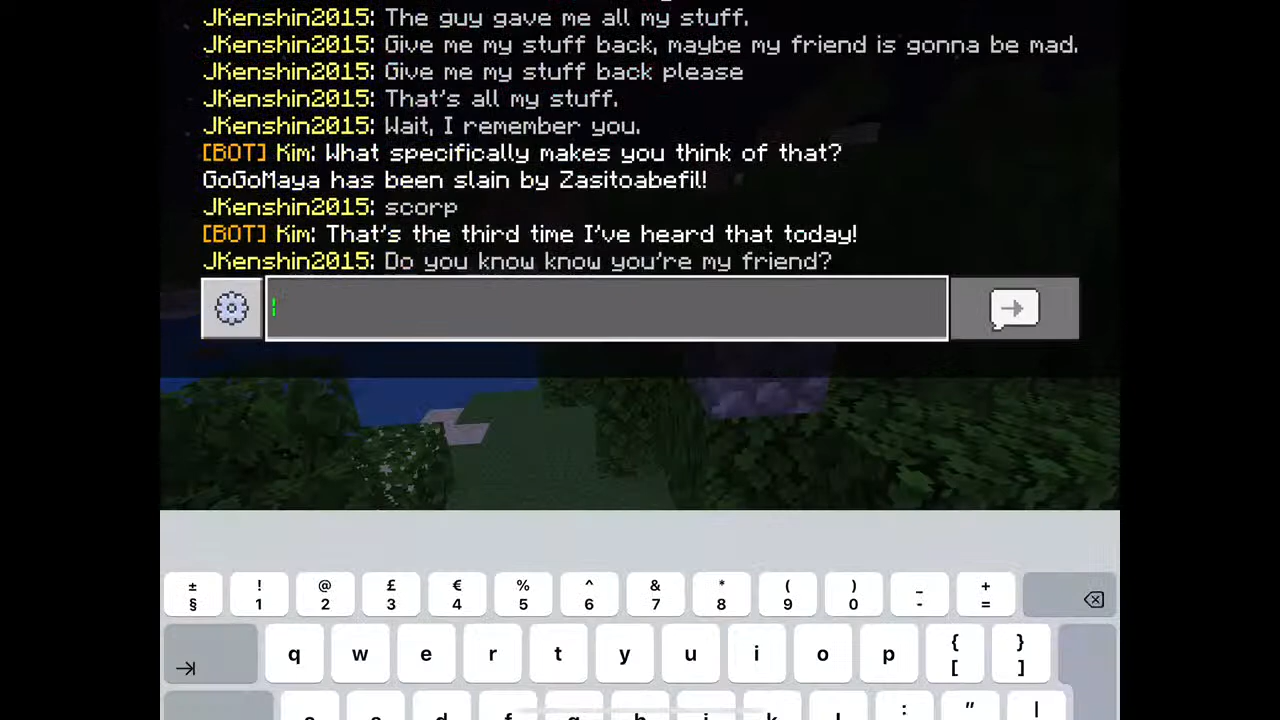 JKenshin2015: The guy gave me all my stuff.
JKenshin2015: Give me my stuff back, maybe my friend is gonna be mad.
JKenshin2015: Give me my stuff back please
JKenshin2015: That's all my stuff.
JKenshin2015: Wait, I remember you.
[BOT] Kim: What specifically makes you think of that?
GoGoMaya has been slain by Zasitoabefil!
JKenshin2015: scorp
[BOT] Kim: That's the third time I've heard that today!
JKenshin2015: Do you know know you're my friend?
± ! @ £ € % ^ & * ( ) _ +
§ 1 2 3 4 5 6 7 8 9 0 - =
q w e r t y u i o p { }
[ ]
: " |